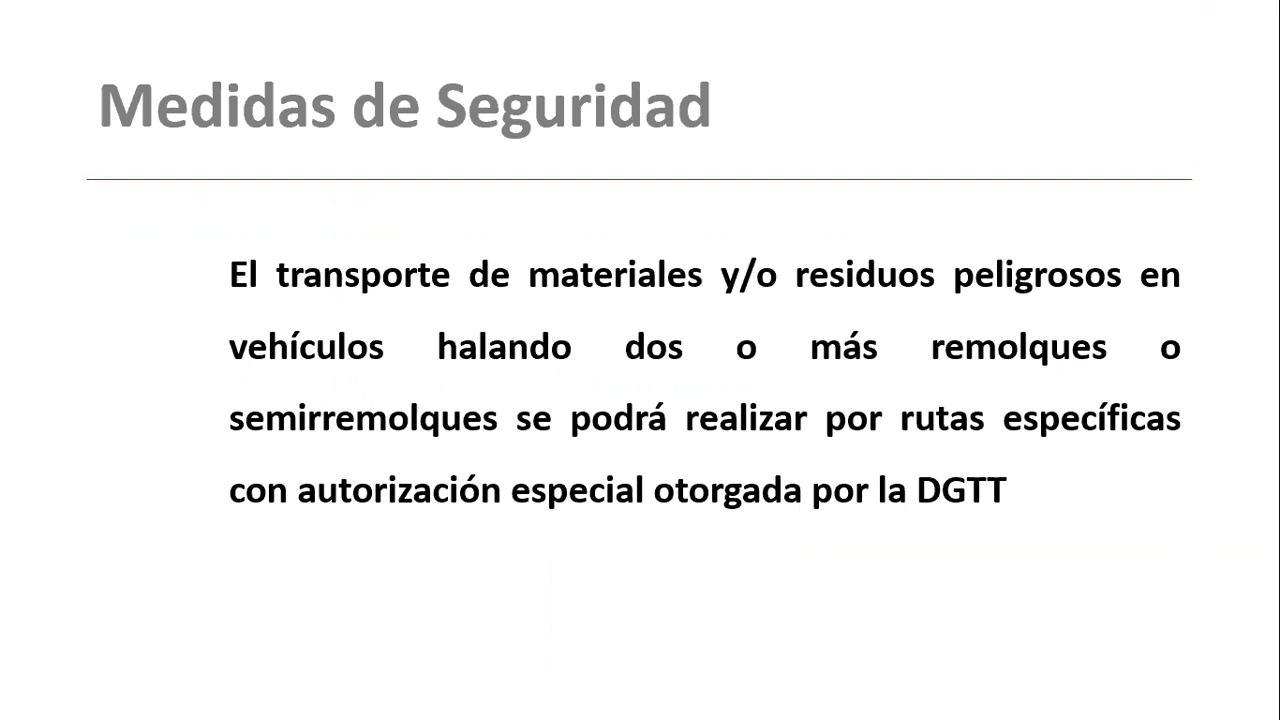 Medidas de Seguridad
El transporte de materiales y/o residuos peligrosos en
vehículos halando dos o más remolques o
semirremolques se podrá realizar por rutas específicas
con autorización especial otorgada por la DGTT